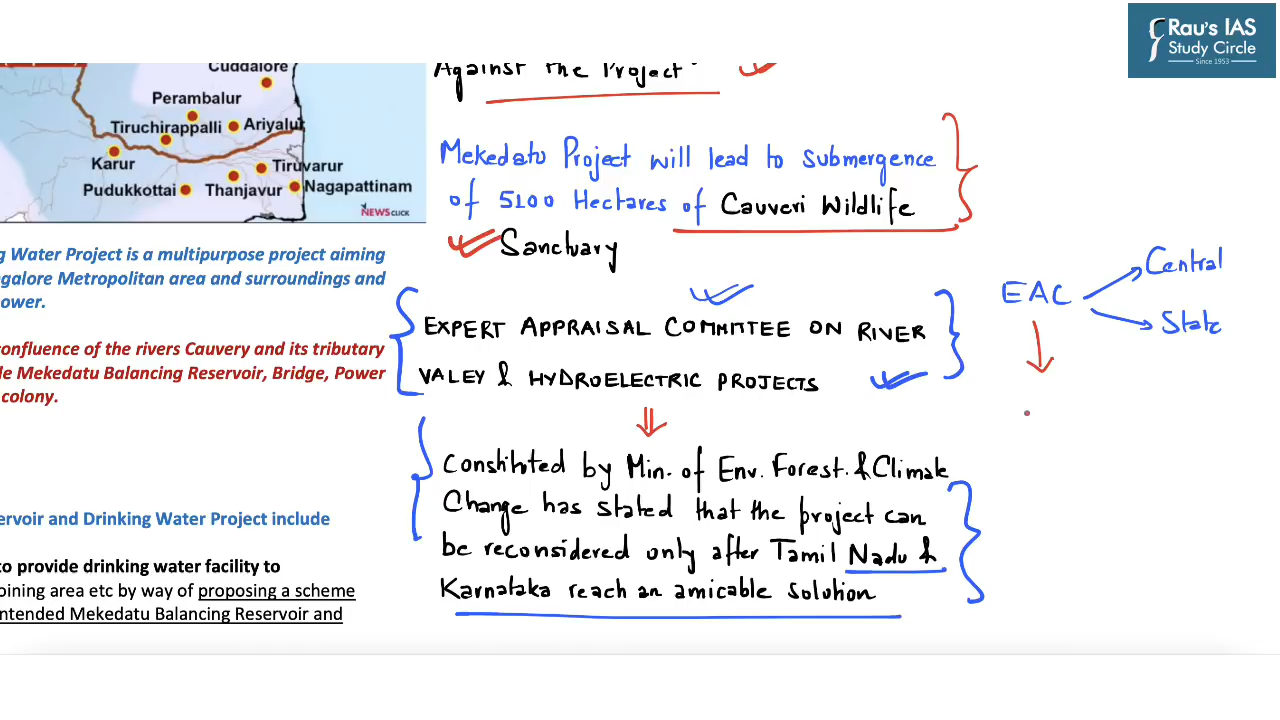 Rau's IAS
Study Circle
Since 1953
Cuddalore
Perambalur
Tiruchirappalli
Ariyalur
Karur
Tiruvarur
Pudukkottai
Thanjavur
Nagapattinam
NEWSCLICK
g Water Project is a multipurpose project aiming
ngalore Metropolitan area and surroundings and
ower.
confluence of the rivers Cauvery and its tributary
le Mekedatu Balancing Reservoir, Bridge, Power
colony.
ervoir and Drinking Water Project include
to provide drinking water facility to
oining area etc by way of proposing a scheme
ntended Mekedatu Balancing Reservoir and
Against the Project
Mekedatu Project will lead to submergence
of 5100 Hectares of Cauveri Wildlife
Sanctuary
EXPERT APPRAISAL COMMITEE ON RIVER
VALEY & HYDROELECTRIC PROJECTS
Constituted by Min. of Env. Forest. & Climate
Change has stated that the project can
be reconsidered only after Tamil Nadu &
Karnataka reach an amicable solution
EAC
Central
State